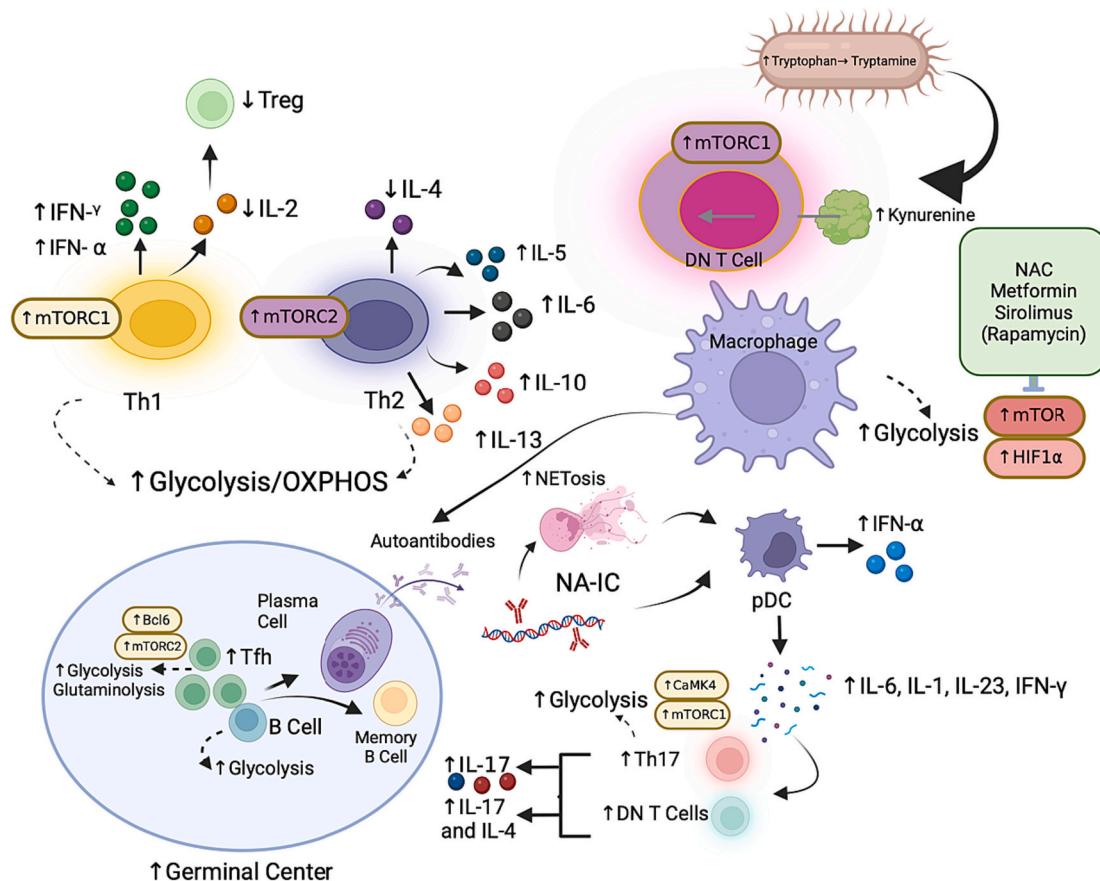 ↑Tryptophan→ Tryptamine
↓Treg
↑mTORC1
↑IFN-γ
↑IFN- α
↓IL-2
↓IL-4
↑Kynurenine
DN T Cell
↑IL-5
↑IL-6
↑IL-10
↑IL-13
↑mTORC1
↑mTORC2
Th1
Th2
NAC
Metformin
Sirolimus
(Rapamycin)
Macrophage
↑mTOR
↑HIF1α
↑Glycolysis
↑Glycolysis/OXPHOS
↑NETosis
Autoantibodies
NA-IC
pDC
↑IFN-α
Plasma
Cell
↑Bcl6
↑mTORC2
↑Tfh
↑Glycolysis
Glutaminolysis
B Cell
Memory
B Cell
↑Glycolysis
↑Germinal Center
↑IL-6, IL-1, IL-23, IFN-γ
↑CaMK4
↑mTORC1
↑Glycolysis
↑Th17
↑DN T Cells
↑IL-17
↑IL-17
and IL-4